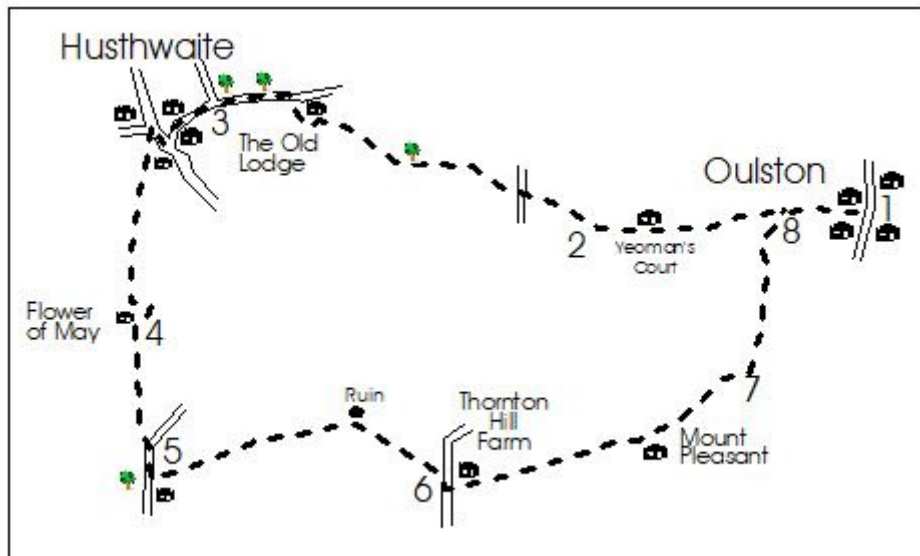 Husthwaite
3
The Old
Lodge
Oulston
1
2
Yeoman's
Court
8
Flower
of May
4
Ruin
Thornton
Hill
Farm
7
5
Mount
Pleasant
6